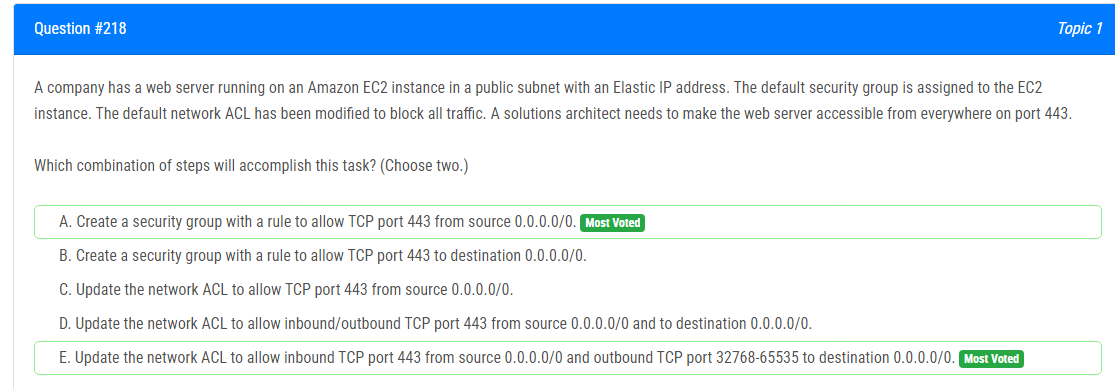 Question #218
Topic 1
A company has a web server running on an Amazon EC2 instance in a public subnet with an Elastic IP address. The default security group is assigned to the EC2
instance. The default network ACL has been modified to block all traffic. A solutions architect needs to make the web server accessible from everywhere on port 443.
Which combination of steps will accomplish this task? (Choose two.)
A. Create a security group with a rule to allow TCP port 443 from source 0.0.0.0/0. Most Voted
B. Create a security group with a rule to allow TCP port 443 to destination 0.0.0.0/0.
C. Update the network ACL to allow TCP port 443 from source 0.0.0.0/0.
D. Update the network ACL to allow inbound/outbound TCP port 443 from source 0.0.0.0/0 and to destination 0.0.0.0/0.
E. Update the network ACL to allow inbound TCP port 443 from source 0.0.0.0/0 and outbound TCP port 32768-65535 to destination 0.0.0.0/0. Most Voted